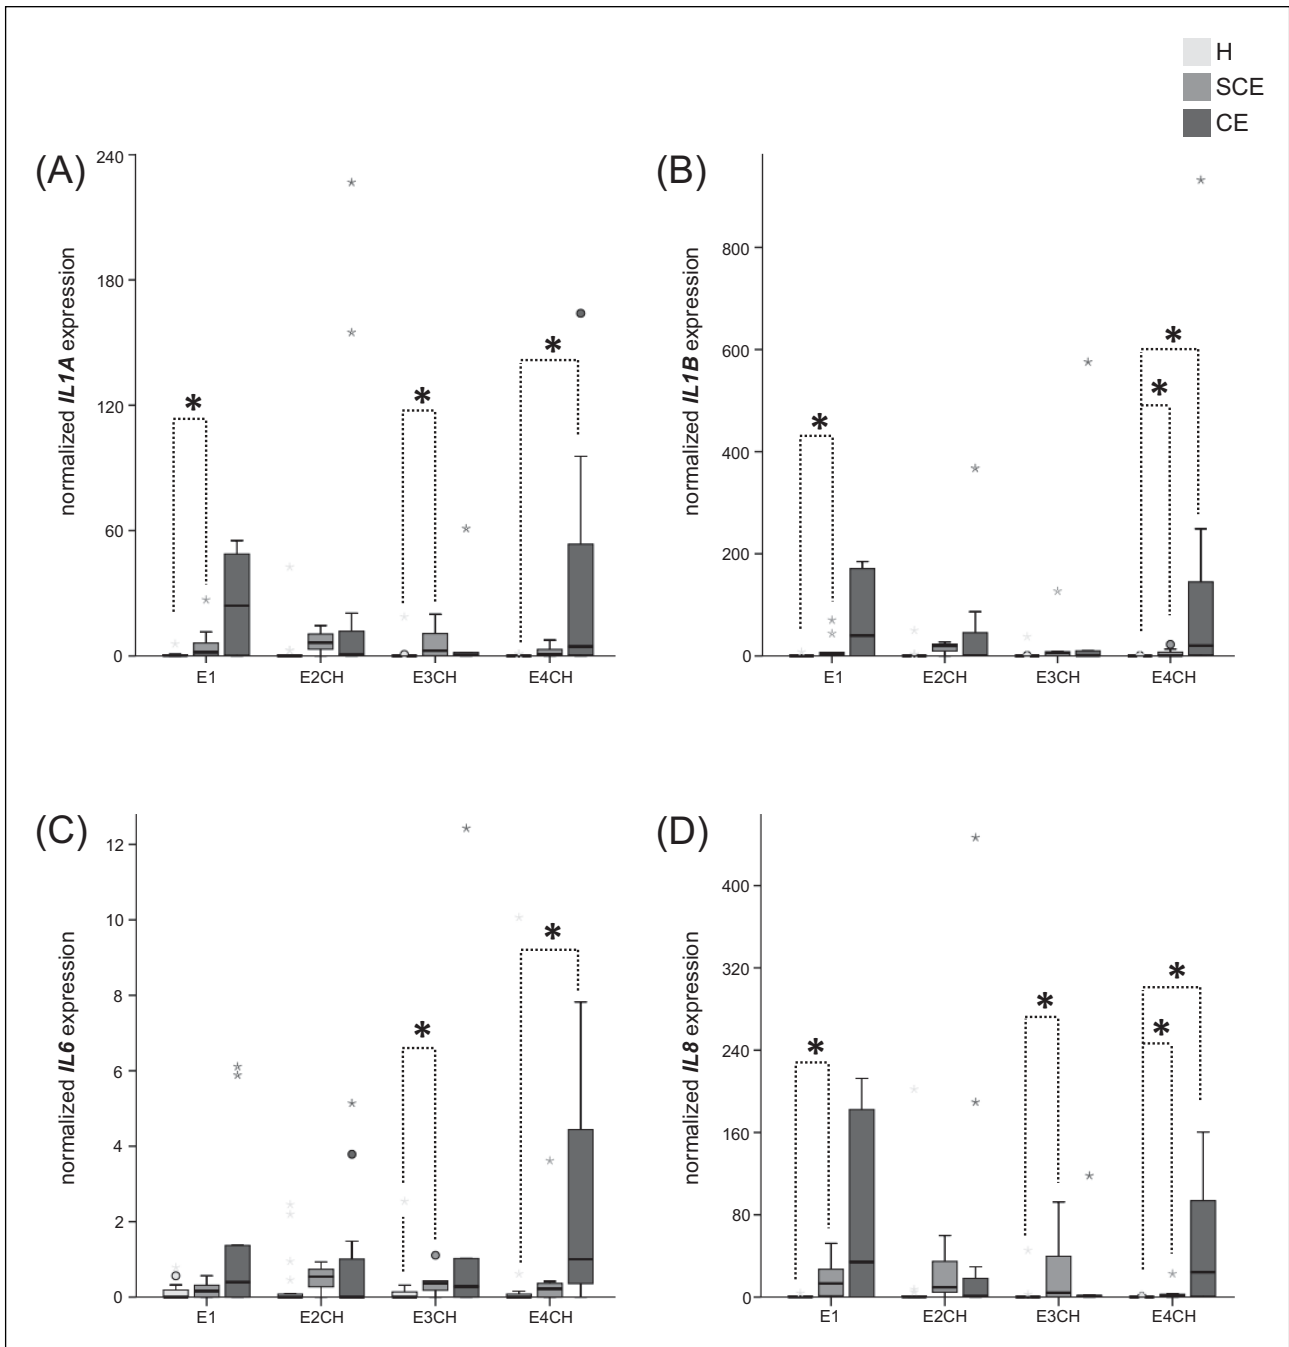 H
SCE
CE
(A)
240
180
120
60
0
normalized IL1A expression
*
*
*
E1
E2CH
E3CH
E4CH
(B)
800
600
400
200
0
normalized IL1B expression
*
*
*
E1
E2CH
E3CH
E4CH
(C)
12
10
8
6
4
2
0
normalized IL6 expression
*
*
E1
E2CH
E3CH
E4CH
(D)
400
320
240
160
80
0
normalized IL8 expression
*
*
*
*
E1
E2CH
E3CH
E4CH